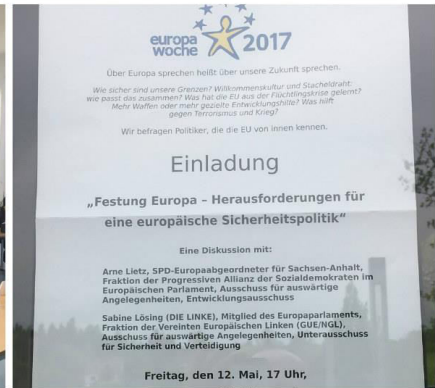 europa
woche 2017
Über Europa sprechen heißt über unsere Zukunft sprechen.
Wie sicher sind unsere Grenzen? Willkommenskultur und Stacheldraht:
wie passt das zusammen? Was hat die EU aus der Flüchtlingskrise gelernt?
Mehr Waffen oder mehr gezielte Entwicklungshilfe? Was hilft
gegen Terrorismus und Krieg?
Wir befragen Politiker, die die EU von innen kennen.
Einladung
„Festung Europa – Herausforderungen für
eine europäische Sicherheitspolitik“
Eine Diskussion mit:
Arne Lietz, SPD-Europaabgeordneter für Sachsen-Anhalt,
Fraktion der Progressiven Allianz der Sozialdemokraten im
Europäischen Parlament, Ausschuss für auswärtige
Angelegenheiten, Entwicklungsausschuss
Sabine Lösing (DIE LINKE), Mitglied des Europaparlaments,
Fraktion der Vereinten Europäischen Linken (GUE/NGL),
Ausschuss für auswärtige Angelegenheiten, Unterausschuss
für Sicherheit und Verteidigung
Freitag, den 12. Mai, 17 Uhr,